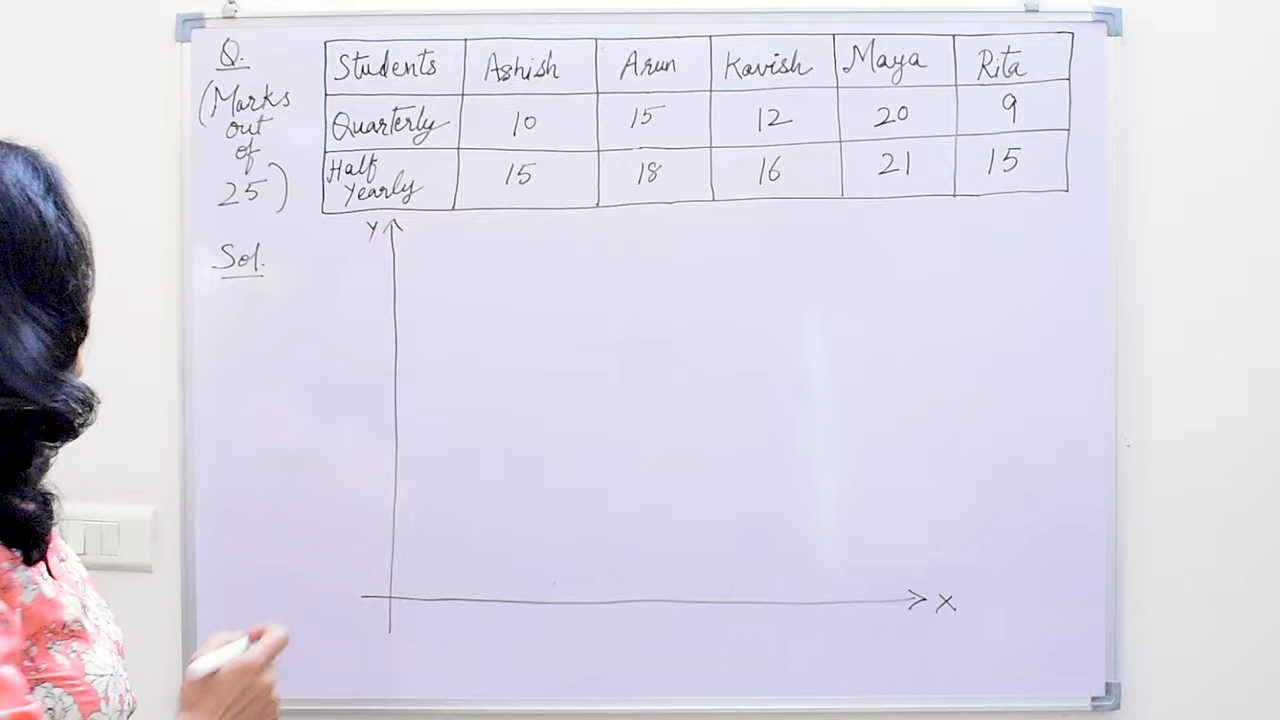 Q.
(Marks
out
of
25)
Students Ashish Arun Kavish Maya Rita
Quarterly 10 15 12 20 9
Half
Yearly 15 18 16 21 15
Sol.
Y
X